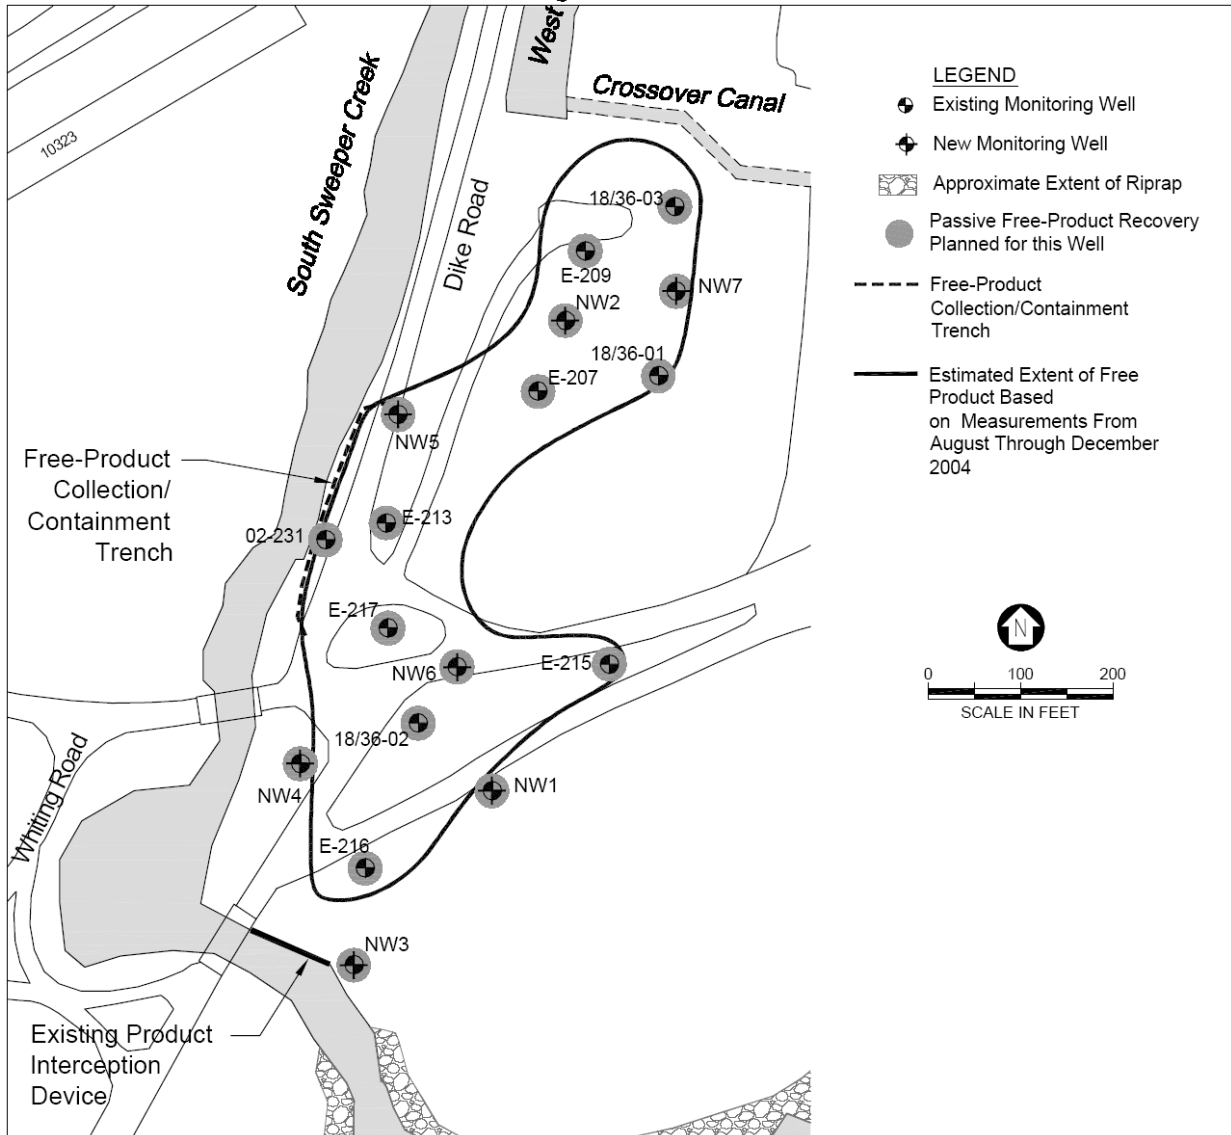 10323
South Sweeper Creek
Dike Road
West
Crossover Canal
18/36-03
E-209
NW7
NW2
18/36-01
E-207
NW5
Free-Product
Collection/
Containment
Trench
02-231
E-213
E-217
NW6
E-215
18/36-02
NW4
NW1
Whiting Road
E-216
NW3
Existing Product
Interception
Device
LEGEND
Existing Monitoring Well
New Monitoring Well
Approximate Extent of Riprap
Passive Free-Product Recovery
Planned for this Well
Free-Product
Collection/Containment
Trench
Estimated Extent of Free
Product Based
on Measurements From
August Through December
2004
N
0 100 200
SCALE IN FEET